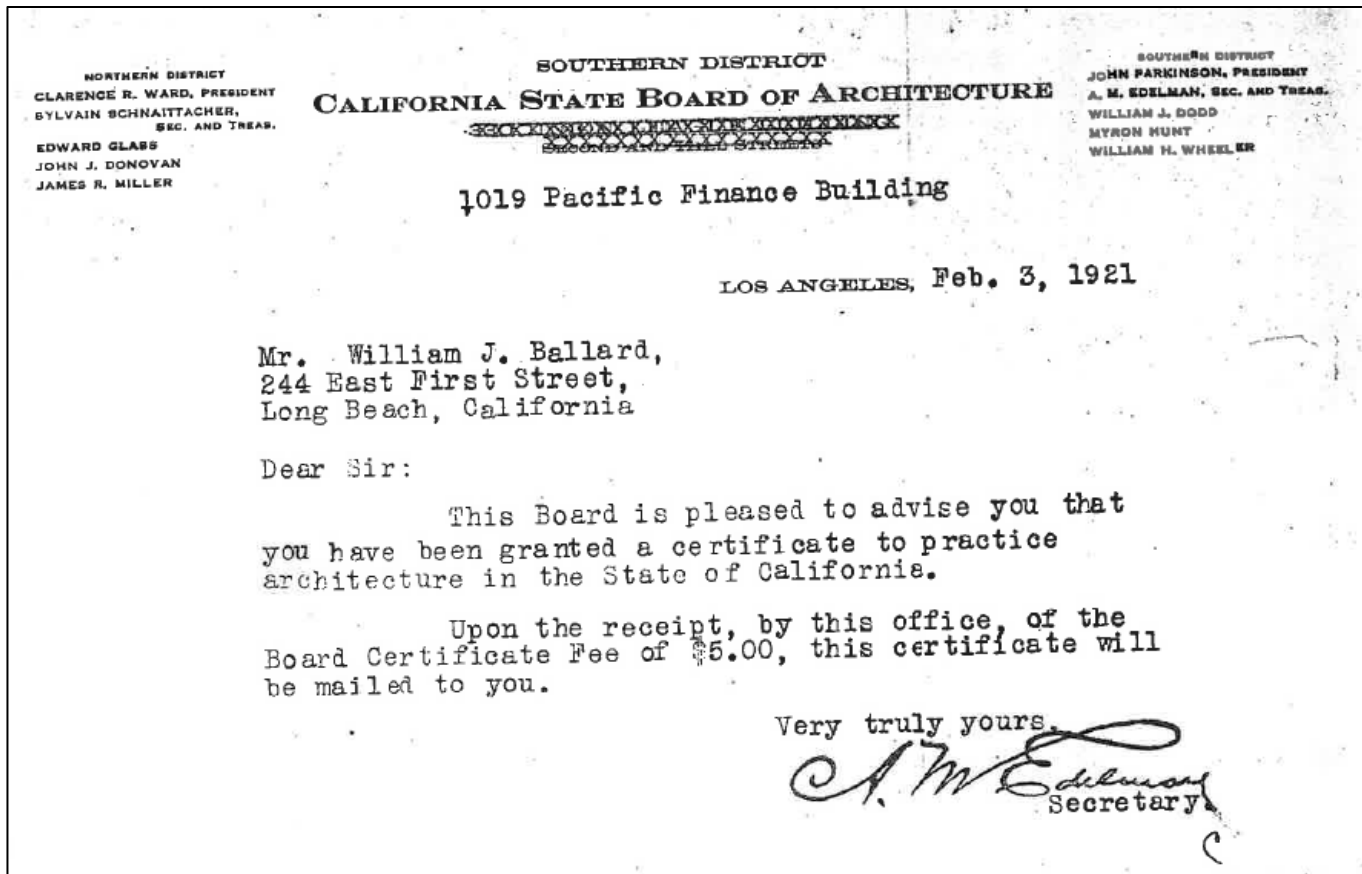 NORTHERN DISTRICT
CLARENCE R. WARD, PRESIDENT
SYLVAIN SCHNAITTACHER,
SEC. AND TREAS.
EDWARD GLASS
JOHN J. DONOVAN
JAMES R. MILLER
SOUTHERN DISTRICT
CALIFORNIA STATE BOARD OF ARCHITECTURE
SECOND AND STREETS
1019 Pacific Finance Building
SOUTHERN DISTRICT
JOHN PARKINSON, PRESIDENT
A. M. EDELMAN, SEC. AND TREAS.
WILLIAM J. DODD
MYRON HUNT
WILLIAM H. WHEELER
LOS ANGELES, Feb. 3, 1921
Mr. William J. Ballard,
244 East First Street,
Long Beach, California
Dear Sir:
This Board is pleased to advise you that
you have been granted a certificate to practice
architecture in the State of California.
Upon the receipt, by this office, of the
Board Certificate Fee of $5.00, this certificate will
be mailed to you.
Very truly yours,
A. M. Edelman
Secretary.